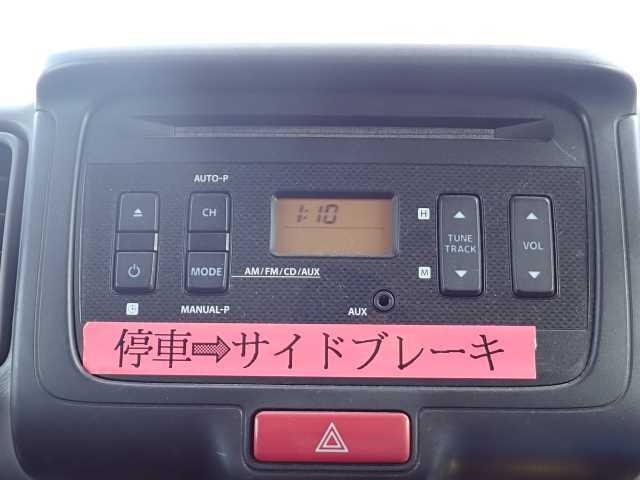 AUTO-P
CH
1:10
H
TUNE
TRACK
VOL
MODE
AM/FM/CD/AUX
M
MANUAL-P
AUX
停車⇨サイドブレーキ